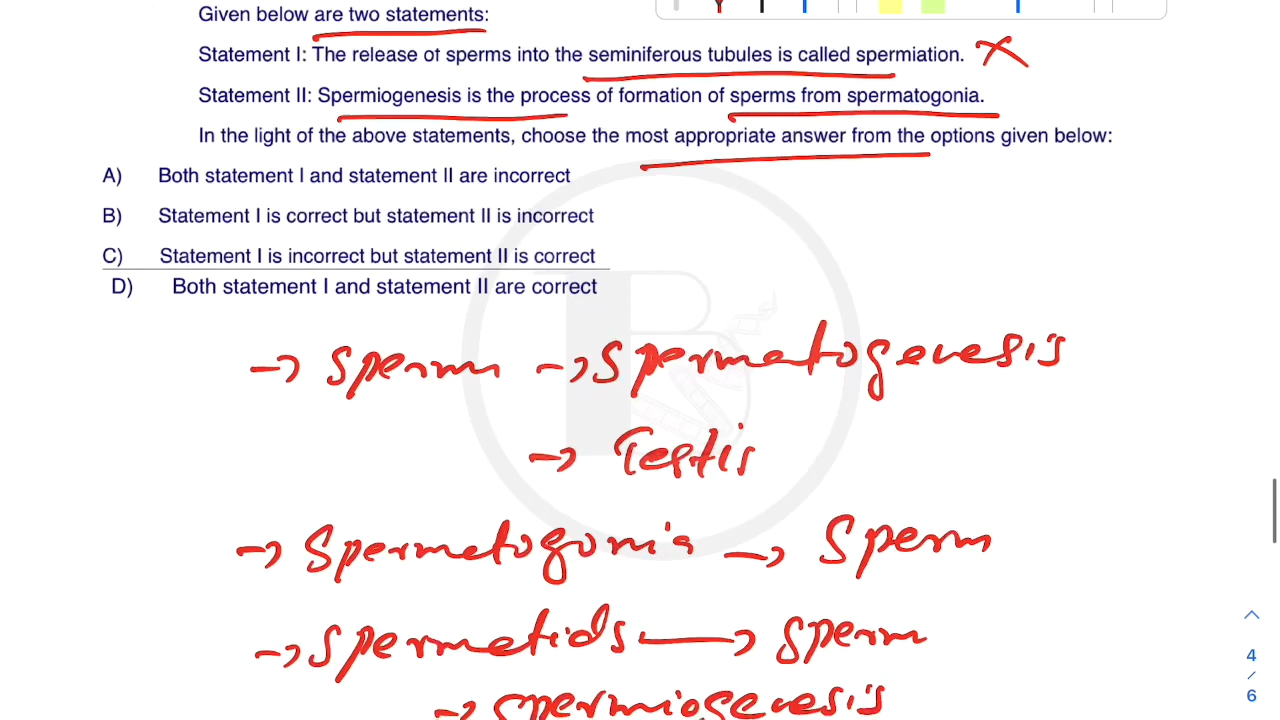 Given below are two statements:
Statement I: The release of sperms into the seminiferous tubules is called spermiation. X
Statement II: Spermiogenesis is the process of formation of sperms from spermatogonia.
In the light of the above statements, choose the most appropriate answer from the options given below:
A) Both statement I and statement II are incorrect
B) Statement I is correct but statement II is incorrect
C) Statement I is incorrect but statement II is correct
D) Both statement I and statement II are correct
→ Sperm → Spermatogenesis
→ Testis
→ Spermetogonia → Sperm
→ Spermetids → Sperm
→ Spermiogenesis
4
/
6